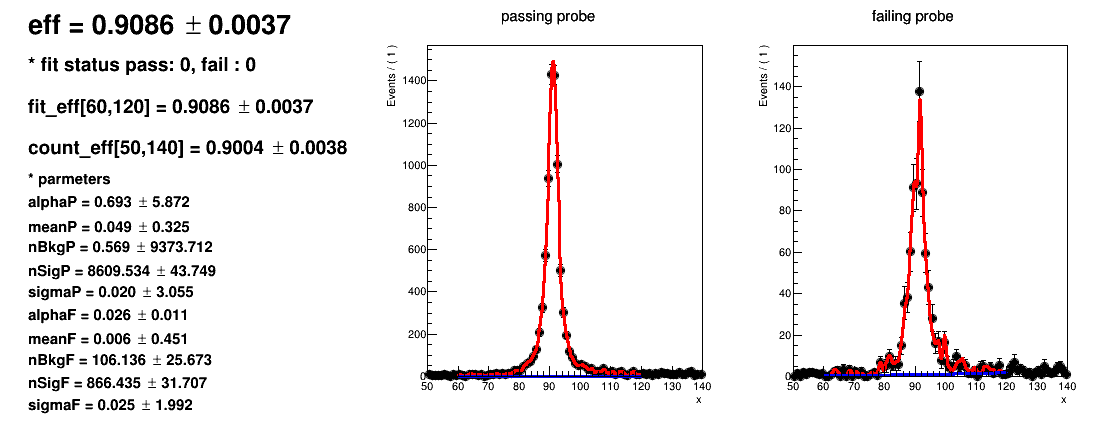 eff = 0.9086 ± 0.0037
* fit status pass: 0, fail : 0
fit_eff[60,120] = 0.9086 ± 0.0037
count_eff[50,140] = 0.9004 ± 0.0038
* parmeters
alphaP = 0.693 ± 5.872
meanP = 0.049 ± 0.325
nBkgP = 0.569 ± 9373.712
nSigP = 8609.534 ± 43.749
sigmaP = 0.020 ± 3.055
alphaF = 0.026 ± 0.011
meanF = 0.006 ± 0.451
nBkgF = 106.136 ± 25.673
nSigF = 866.435 ± 31.707
sigmaF = 0.025 ± 1.992
passing probe
Events / ( 1 )
1400
1200
1000
800
600
400
200
0
50 60 70 80 90 100 110 120 130 140
x
failing probe
Events / ( 1 )
140
120
100
80
60
40
20
0
50 60 70 80 90 100 110 120 130 140
x